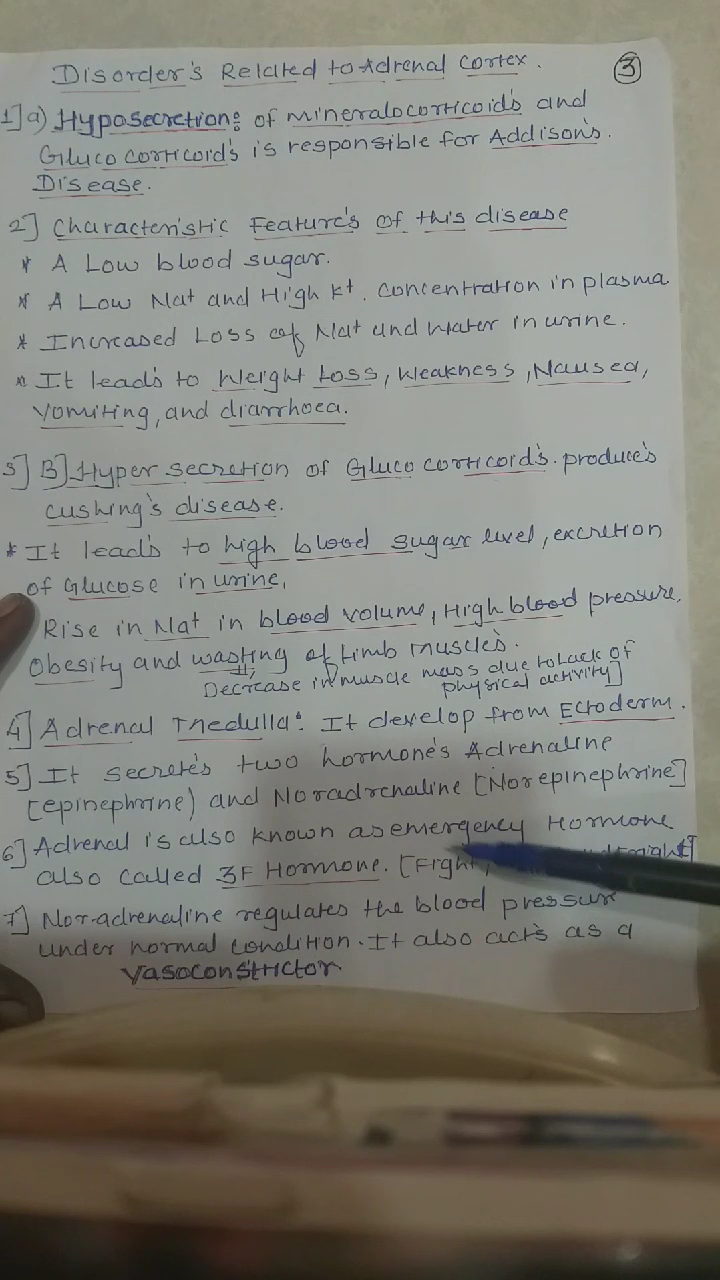 Disorder's Related to Adrenal Cortex.
3
1] a) Hyposecretion: of mineralocorticoid's and
Gluco corticoid's is responsible for Addison's.
Disease.
2] Characteristic Feature's of this disease
* A Low blood sugar.
* A Low Na+ and High K+. concentration in plasma
* Increased Loss of Na+ and water in urine.
* It lead's to Weight Loss, Weakness, Nausea,
Vomiting, and diarrhoea.
3] B] Hyper secretion of Gluco corticoid's. produce's
cushing's disease.
* It lead's to high blood sugar level, excretion
of Glucose in urine,
Rise in Na+ in blood volume, High blood pressure,
Obesity and wasting of limb muscle's.
Decrease in muscle mass due to Lack of
physical activity]
4] Adrenal medulla: It develop from Ectoderm.
5] It secrete's two hormone's Adrenaline
[epinephrine) and Noradrenaline [Norepinephrine]
6] Adrenal is also known as emergency Hormone
also called 3F Hormone. [Fight,
7] Nor-adrenaline regulates the blood pressure
under normal condition. It also act's as a
Vasoconstrictor